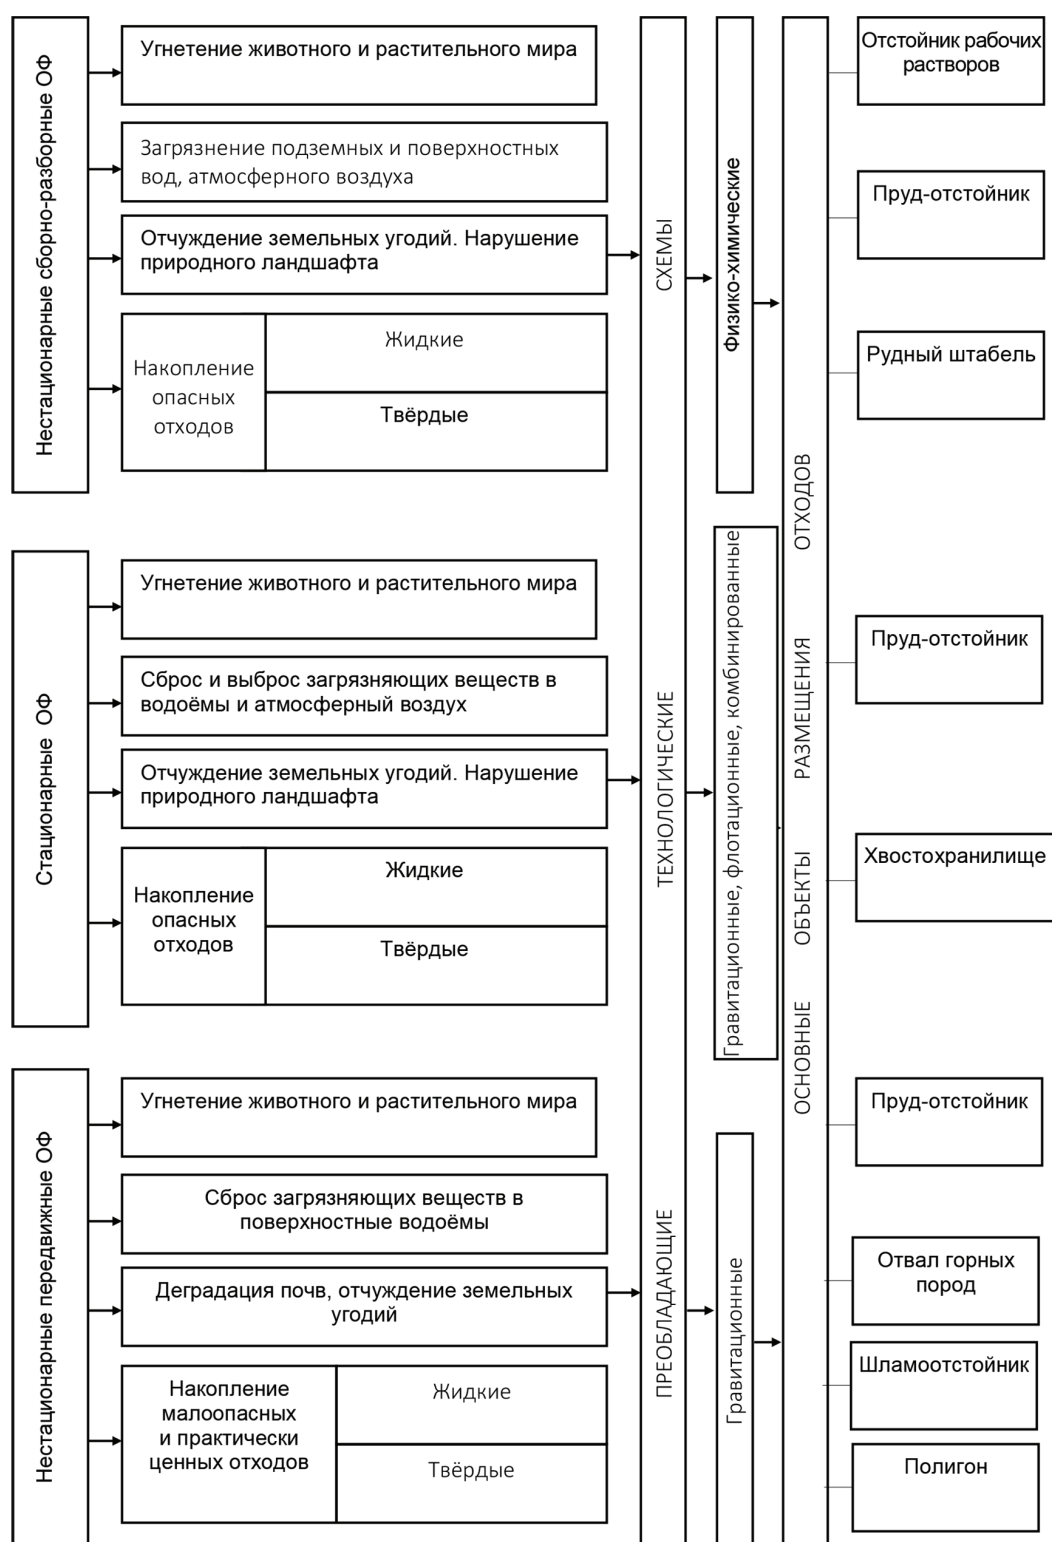 Нестационарные сборно-разборные ОФ
Угнетение животного и растительного мира
Загрязнение подземных и поверхностных
вод, атмосферного воздуха
Отчуждение земельных угодий. Нарушение
природного ландшафта
Накопление
опасных
отходов
Жидкие
Твёрдые
Стационарные ОФ
Угнетение животного и растительного мира
Сброс и выброс загрязняющих веществ в
водоёмы и атмосферный воздух
Отчуждение земельных угодий. Нарушение
природного ландшафта
Накопление
опасных
отходов
Жидкие
Твёрдые
Нестационарные передвижные ОФ
Угнетение животного и растительного мира
Сброс загрязняющих веществ в
поверхностные водоёмы
Деградация почв, отчуждение земельных
угодий
Накопление
малоопасных
и практически
ценных отходов
Жидкие
Твёрдые
ПРЕОБЛАДАЮЩИЕ ТЕХНОЛОГИЧЕСКИЕ СХЕМЫ
Физико-химические
Гравитационные, флотационные, комбинированные
Гравитационные
ОСНОВНЫЕ ОБЪЕКТЫ РАЗМЕЩЕНИЯ ОТХОДОВ
Отстойник рабочих
растворов
Пруд-отстойник
Рудный штабель
Пруд-отстойник
Хвостохранилище
Пруд-отстойник
Отвал горных
пород
Шламоотстойник
Полигон